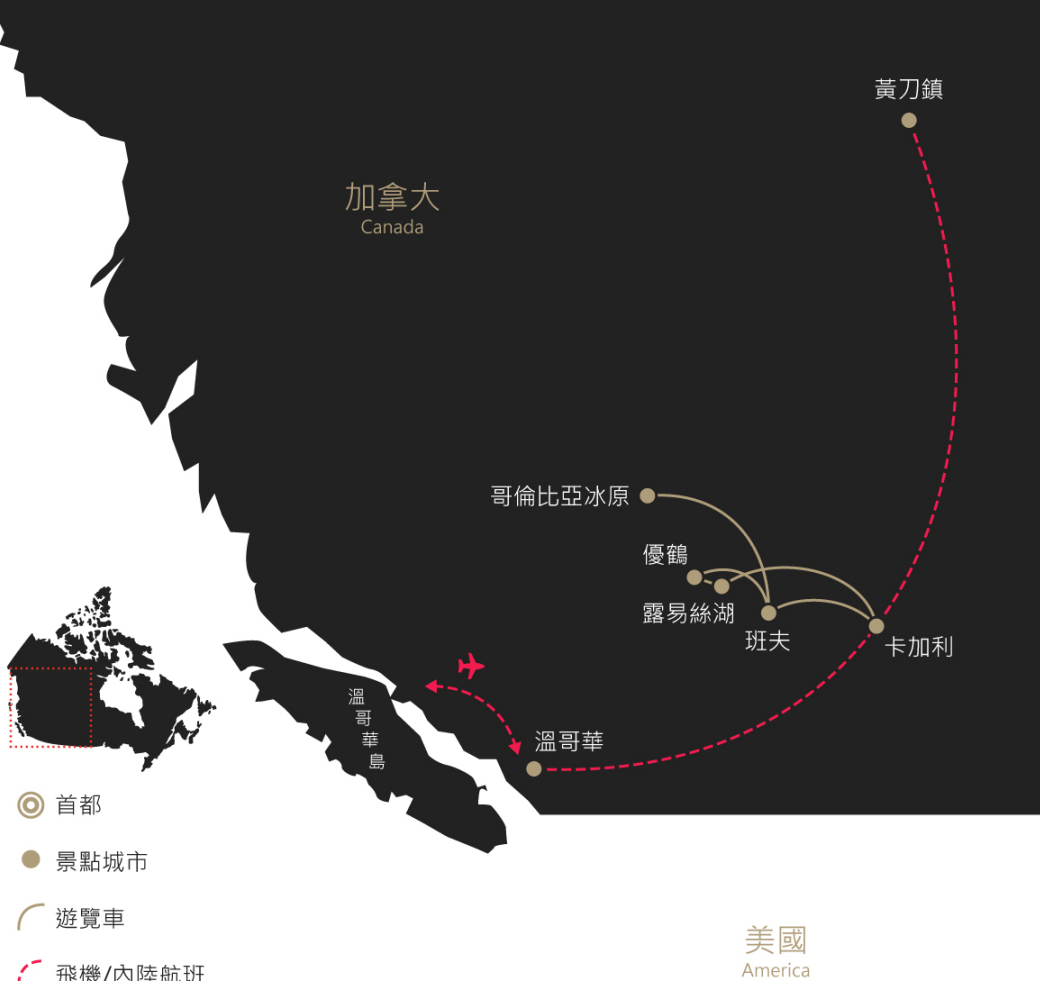 黃刀鎮
加拿大
Canada
哥倫比亞冰原
優鶴
露易絲湖
班夫
卡加利
溫哥華島
溫哥華
首都
景點城市
遊覽車
飛機/內陸航班
美國
America